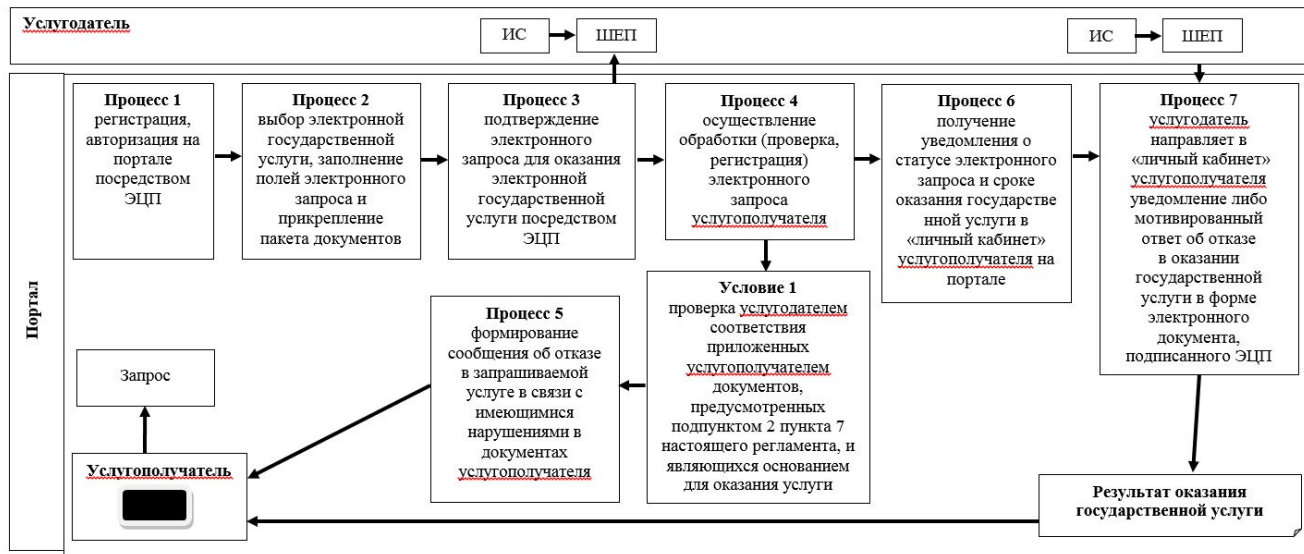 Услугодатель
ИС
ШЕП
ИС
ШЕП
Портал
Процесс 1
регистрация,
авторизация на
портале
посредством
ЭЦП
Процесс 2
выбор электронной
государственной
услуги, заполнение
полей электронного
запроса и
прикрепление
пакета документов
Процесс 3
подтверждение
электронного
запроса для оказания
электронной
государственной
услуги посредством
ЭЦП
Процесс 4
осуществление
обработки (проверка,
регистрация)
электронного
запроса
услугополучателя
Процесс 6
получение
уведомления о
статусе электронного
запроса и сроке
оказания государстве
нной услуги в
«личный кабинет»
услугополучателя на
портале
Процесс 7
услугодатель
направляет в
«личный кабинет»
услугополучателя
уведомление либо
мотивированный
ответ об отказе
в оказании
государственной
услуги в форме
электронного
документа,
подписанного ЭЦП
Условие 1
проверка услугодателем
соответствия
приложенных
услугополучателем
документов,
предусмотренных
подпунктом 2 пункта 7
настоящего регламента, и
являющихся основанием
для оказания услуги
Процесс 5
формирование
сообщения об отказе
в запрашиваемой
услуге в связи с
имеющимися
нарушениями в
документах
услугополучателя
Запрос
Услугополучатель
Результат оказания
государственной услуги